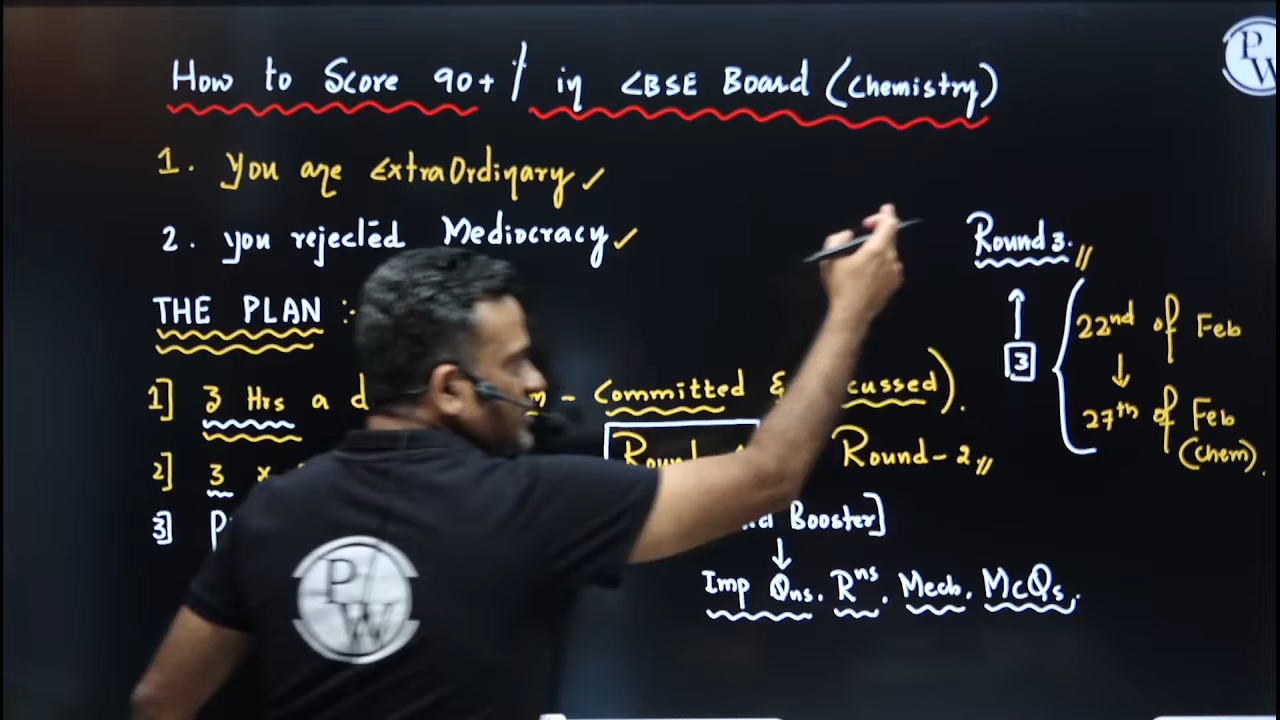 How to Score 90+ % in CBSE Board (Chemistry)
1. You are ExtraOrdinary ✓
2. you rejected Mediocracy ✓
THE PLAN :-
1] 3 Hrs a - Committed & ).
2] 3 x Round-2,,
3] Booster]
↓
Imp Qns. Rns. Mech. McQs.
Round 3.
↑
3
22nd of Feb
↓
27th of Feb
(Chem).
PW
PW